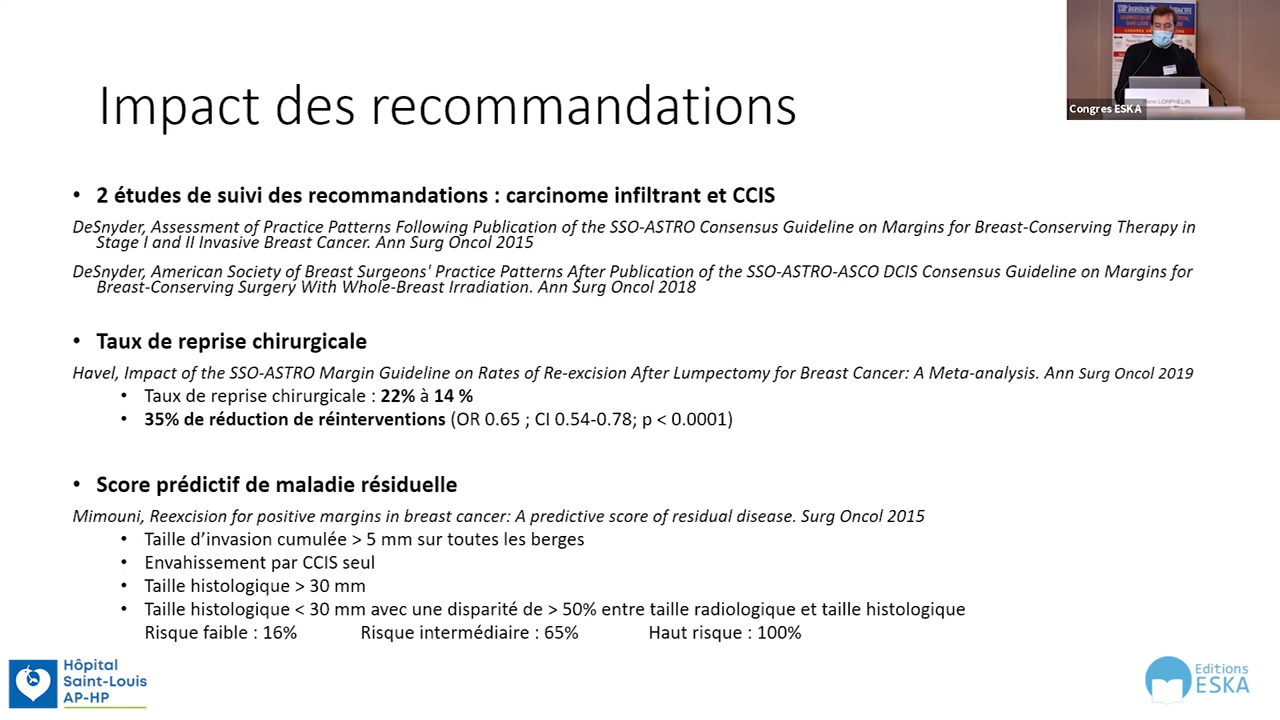 Impact des recommandations
Congres ESKA
LORPHELIN
• 2 études de suivi des recommandations : carcinome infiltrant et CCIS
DeSnyder, Assessment of Practice Patterns Following Publication of the SSO-ASTRO Consensus Guideline on Margins for Breast-Conserving Therapy in
Stage I and II Invasive Breast Cancer. Ann Surg Oncol 2015
DeSnyder, American Society of Breast Surgeons' Practice Patterns After Publication of the SSO-ASTRO-ASCO DCIS Consensus Guideline on Margins for
Breast-Conserving Surgery With Whole-Breast Irradiation. Ann Surg Oncol 2018
• Taux de reprise chirurgicale
Havel, Impact of the SSO-ASTRO Margin Guideline on Rates of Re-excision After Lumpectomy for Breast Cancer: A Meta-analysis. Ann Surg Oncol 2019
• Taux de reprise chirurgicale : 22% à 14 %
• 35% de réduction de réinterventions (OR 0.65 ; CI 0.54-0.78; p < 0.0001)
• Score prédictif de maladie résiduelle
Mimouni, Reexcision for positive margins in breast cancer: A predictive score of residual disease. Surg Oncol 2015
• Taille d’invasion cumulée > 5 mm sur toutes les berges
• Envahissement par CCIS seul
• Taille histologique > 30 mm
• Taille histologique < 30 mm avec une disparité de > 50% entre taille radiologique et taille histologique
Risque faible : 16% Risque intermédiaire : 65% Haut risque : 100%
Hôpital
Saint-Louis
AP-HP
Editions
ESKA